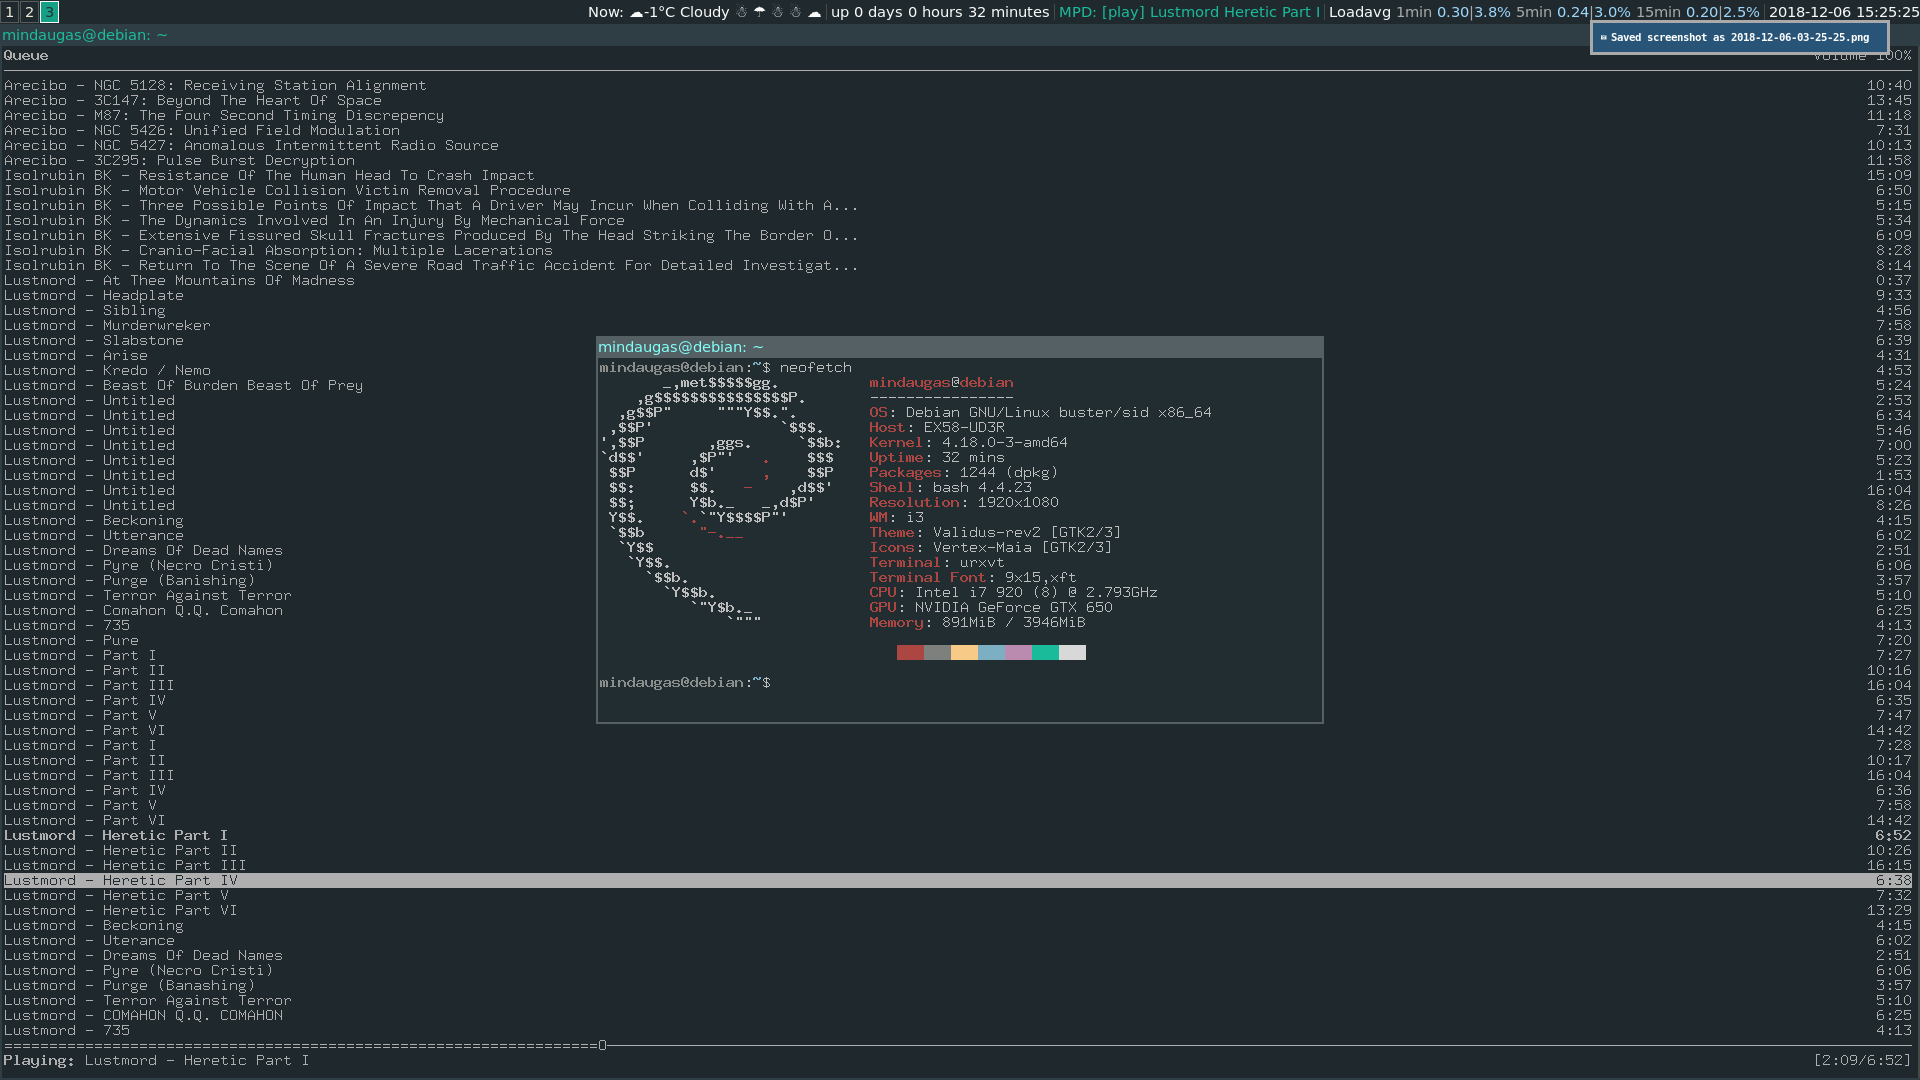 1 2 3 Now: ☁-1°C Cloudy ☃ ☂ ☃ ☃ ☁ up 0 days 0 hours 32 minutes MPD: [play] Lustmord Heretic Part I Loadavg 1min 0.30|3.8% 5min 0.24|3.0% 15min 0.20|2.5% 2018-12-06 15:25:25
mindaugas@debian: ~
Saved screenshot as 2018-12-06-03-25-25.png
Queue Volume 100%
Arecibo - NGC 5128: Receiving Station Alignment 10:40
Arecibo - 3C147: Beyond The Heart Of Space 13:45
Arecibo - M87: The Four Second Timing Discrepency 11:18
Arecibo - NGC 5426: Unified Field Modulation 7:31
Arecibo - NGC 5427: Anomalous Intermittent Radio Source 10:13
Arecibo - 3C295: Pulse Burst Decryption 11:58
Isolrubin BK - Resistance Of The Human Head To Crash Impact 15:09
Isolrubin BK - Motor Vehicle Collision Victim Removal Procedure 6:50
Isolrubin BK - Three Possible Points Of Impact That A Driver May Incur When Colliding With A... 5:15
Isolrubin BK - The Dynamics Involved In An Injury By Mechanical Force 5:34
Isolrubin BK - Extensive Fissured Skull Fractures Produced By The Head Striking The Border O... 6:09
Isolrubin BK - Cranio-Facial Absorption: Multiple Lacerations 8:28
Isolrubin BK - Return To The Scene Of A Severe Road Traffic Accident For Detailed Investigat... 8:14
Lustmord - At Thee Mountains Of Madness 0:37
Lustmord - Headplate 9:33
Lustmord - Sibling 4:56
Lustmord - Murderwreker 7:58
Lustmord - Slabstone 6:39
Lustmord - Arise 4:31
Lustmord - Kredo / Nemo 4:53
Lustmord - Beast Of Burden Beast Of Prey 5:24
Lustmord - Untitled 2:53
Lustmord - Untitled 6:34
Lustmord - Untitled 5:46
Lustmord - Untitled 7:00
Lustmord - Untitled 5:23
Lustmord - Untitled 1:53
Lustmord - Untitled 16:04
Lustmord - Untitled 8:26
Lustmord - Beckoning 4:15
Lustmord - Utterance 6:02
Lustmord - Dreams Of Dead Names 2:51
Lustmord - Pyre (Necro Cristi) 6:06
Lustmord - Purge (Banishing) 3:57
Lustmord - Terror Against Terror 5:10
Lustmord - Comahon Q.Q. Comahon 6:25
Lustmord - 735 4:13
Lustmord - Pure 7:20
Lustmord - Part I 7:27
Lustmord - Part II 10:16
Lustmord - Part III 16:04
Lustmord - Part IV 6:35
Lustmord - Part V 7:47
Lustmord - Part VI 14:42
Lustmord - Part I 7:28
Lustmord - Part II 10:17
Lustmord - Part III 16:04
Lustmord - Part IV 6:36
Lustmord - Part V 7:58
Lustmord - Part VI 14:42
Lustmord - Heretic Part I 6:52
Lustmord - Heretic Part II 10:26
Lustmord - Heretic Part III 16:15
Lustmord - Heretic Part IV 6:38
Lustmord - Heretic Part V 7:32
Lustmord - Heretic Part VI 13:29
Lustmord - Beckoning 4:15
Lustmord - Uterance 6:02
Lustmord - Dreams Of Dead Names 2:51
Lustmord - Pyre (Necro Cristi) 6:06
Lustmord - Purge (Banashing) 3:57
Lustmord - Terror Against Terror 5:10
Lustmord - COMAHON Q.Q. COMAHON 6:25
Lustmord - 735 4:13
Playing: Lustmord - Heretic Part I [2:09/6:52]
mindaugas@debian: ~
mindaugas@debian:~$ neofetch
mindaugas@debian
----------------
OS: Debian GNU/Linux buster/sid x86_64
Host: EX58-UD3R
Kernel: 4.18.0-3-amd64
Uptime: 32 mins
Packages: 1244 (dpkg)
Shell: bash 4.4.23
Resolution: 1920x1080
WM: i3
Theme: Validus-rev2 [GTK2/3]
Icons: Vertex-Maia [GTK2/3]
Terminal: urxvt
Terminal Font: 9x15,xft
CPU: Intel i7 920 (8) @ 2.793GHz
GPU: NVIDIA GeForce GTX 650
Memory: 891MiB / 3946MiB
mindaugas@debian:~$